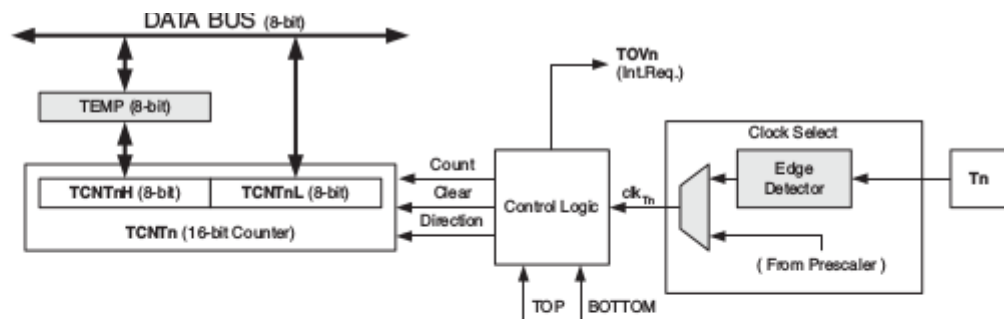 DATA BUS (8-bit)
TOVn
(Int.Req.)
TEMP (8-bit)
Clock Select
Count
Edge
Detector
Tn
TCNTnH (8-bit) TCNTnL (8-bit)
Clear
Control Logic
clkTn
TCNTn (16-bit Counter)
Direction
( From Prescaler )
TOP BOTTOM